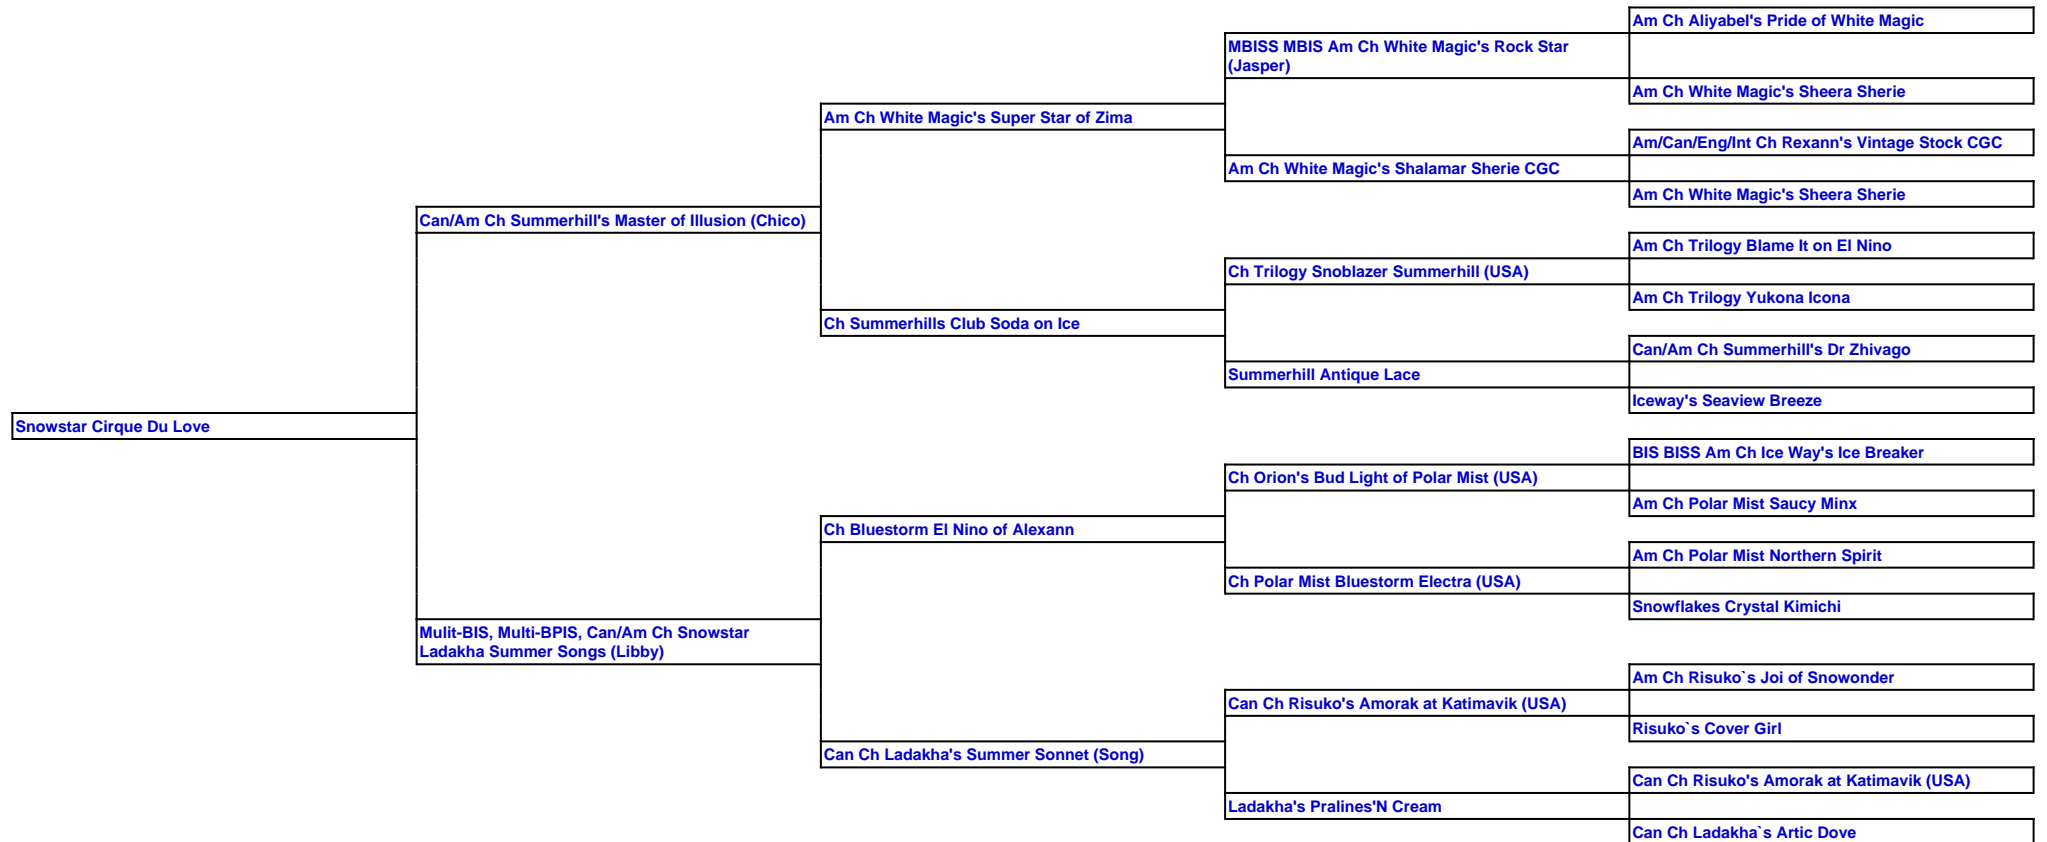 Am Ch Aliyabel's Pride of White Magic
MBISS MBIS Am Ch White Magic's Rock Star
(Jasper)
Am Ch White Magic's Sheera Sherie
Am Ch White Magic's Super Star of Zima
Am/Can/Eng/Int Ch Rexann's Vintage Stock CGC
Am Ch White Magic's Shalamar Sherie CGC
Am Ch White Magic's Sheera Sherie
Can/Am Ch Summerhill's Master of Illusion (Chico)
Am Ch Trilogy Blame It on El Nino
Ch Trilogy Snoblazer Summerhill (USA)
Am Ch Trilogy Yukona Icona
Ch Summerhills Club Soda on Ice
Can/Am Ch Summerhill's Dr Zhivago
Summerhill Antique Lace
Iceway's Seaview Breeze
Snowstar Cirque Du Love
BIS BISS Am Ch Ice Way's Ice Breaker
Ch Orion's Bud Light of Polar Mist (USA)
Am Ch Polar Mist Saucy Minx
Ch Bluestorm El Nino of Alexann
Am Ch Polar Mist Northern Spirit
Ch Polar Mist Bluestorm Electra (USA)
Snowflakes Crystal Kimichi
Mulit-BIS, Multi-BPIS, Can/Am Ch Snowstar
Ladakha Summer Songs (Libby)
Am Ch Risuko`s Joi of Snowonder
Can Ch Risuko's Amorak at Katimavik (USA)
Risuko`s Cover Girl
Can Ch Ladakha's Summer Sonnet (Song)
Can Ch Risuko's Amorak at Katimavik (USA)
Ladakha's Pralines'N Cream
Can Ch Ladakha`s Artic Dove